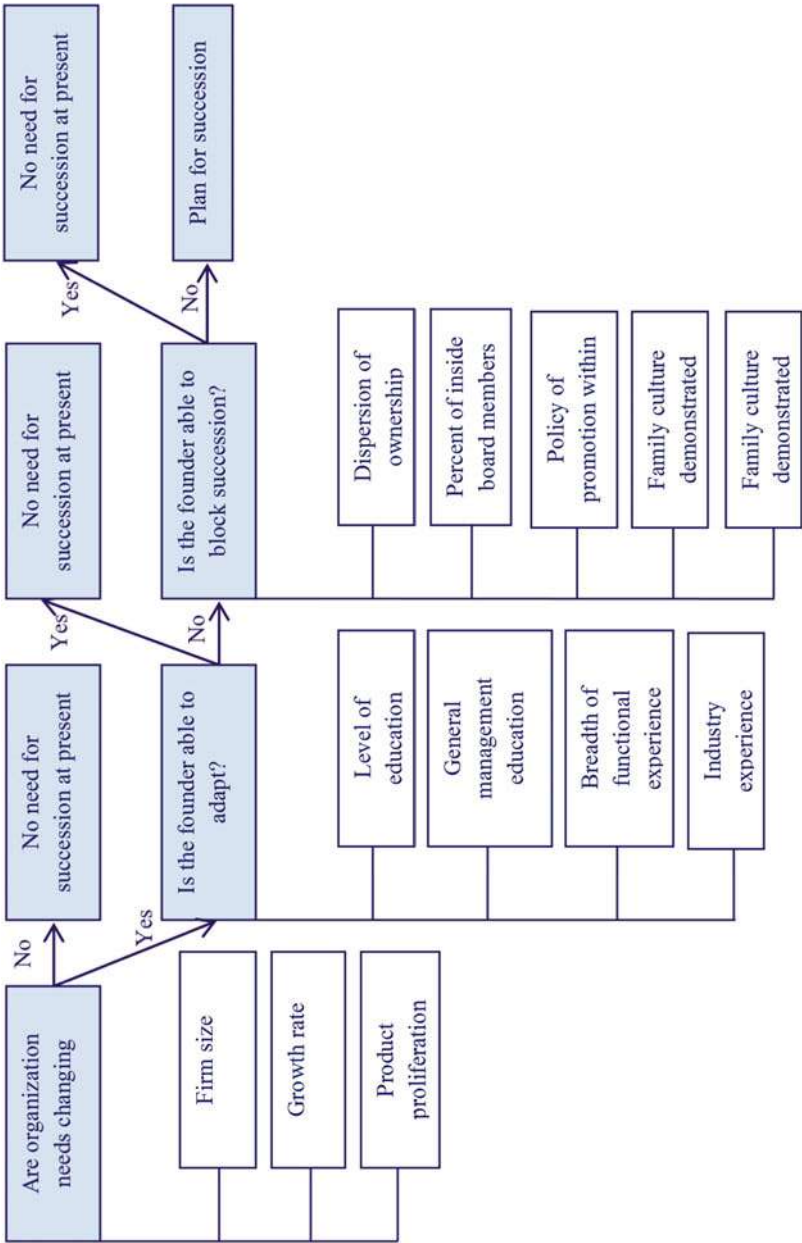 Are organization
needs changing
No
Yes
Firm size
Growth rate
Product
proliferation
No need for
succession at present
Is the founder able to
adapt?
Yes
No
Level of
education
General
management
education
Breadth of
functional
experience
Industry
experience
No need for
succession at present
Is the founder able to
block succession?
Yes
No
Dispersion of
ownership
Percent of inside
board members
Policy of
promotion within
Family culture
demonstrated
Family culture
demonstrated
No need for
succession at present
Plan for succession